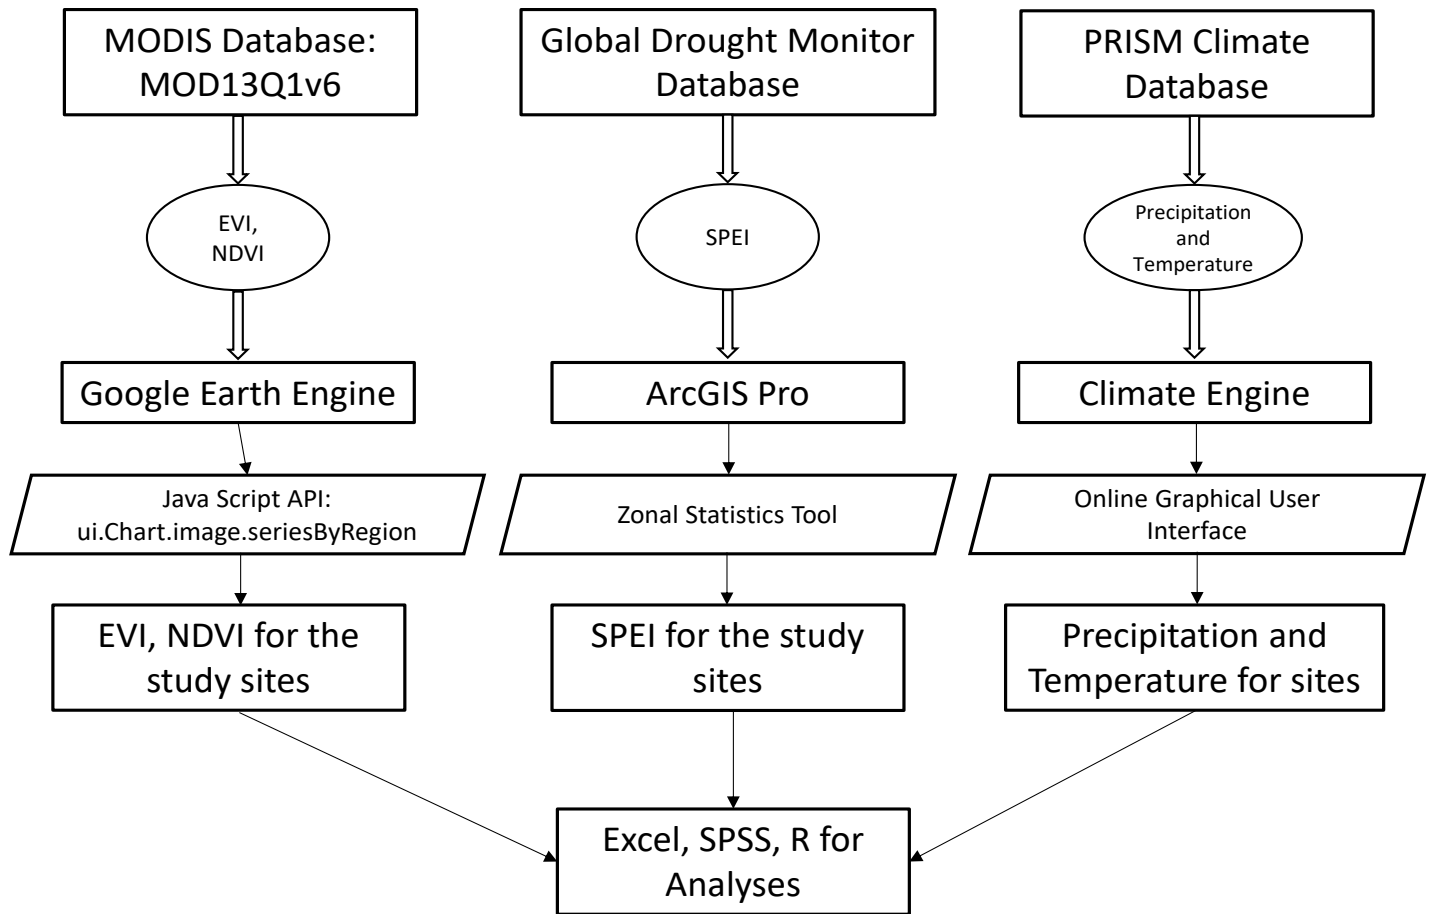 MODIS Database:
MOD13Q1v6
Global Drought Monitor
Database
PRISM Climate
Database
EVI,
NDVI
SPEI
Precipitation
and
Temperature
Google Earth Engine
ArcGIS Pro
Climate Engine
Java Script API:
ui.Chart.image.seriesByRegion
Zonal Statistics Tool
Online Graphical User
Interface
EVI, NDVI for the
study sites
SPEI for the study
sites
Precipitation and
Temperature for sites
Excel, SPSS, R for
Analyses